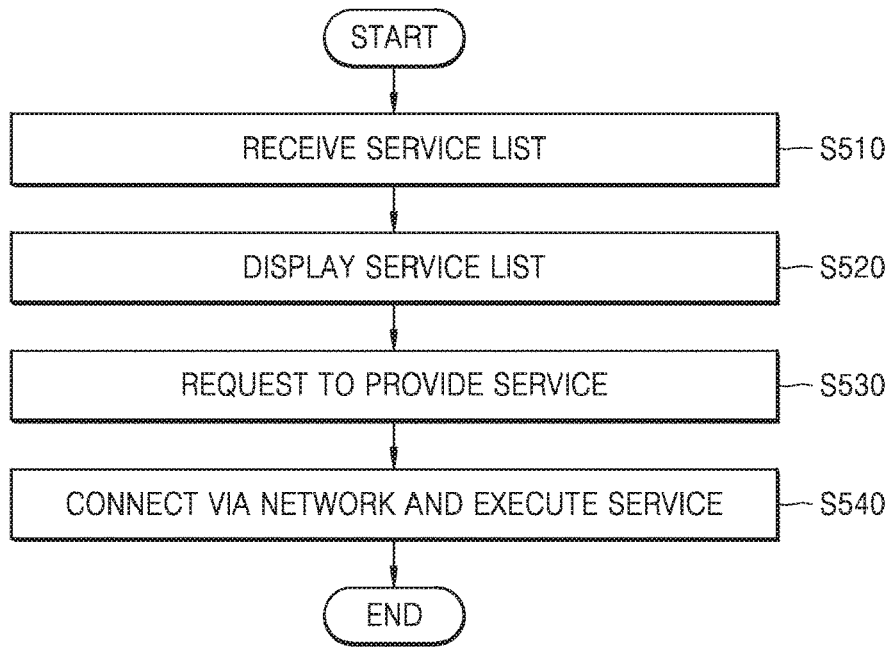 START
RECEIVE SERVICE LIST
S510
DISPLAY SERVICE LIST
S520
REQUEST TO PROVIDE SERVICE
S530
CONNECT VIA NETWORK AND EXECUTE SERVICE
S540
END